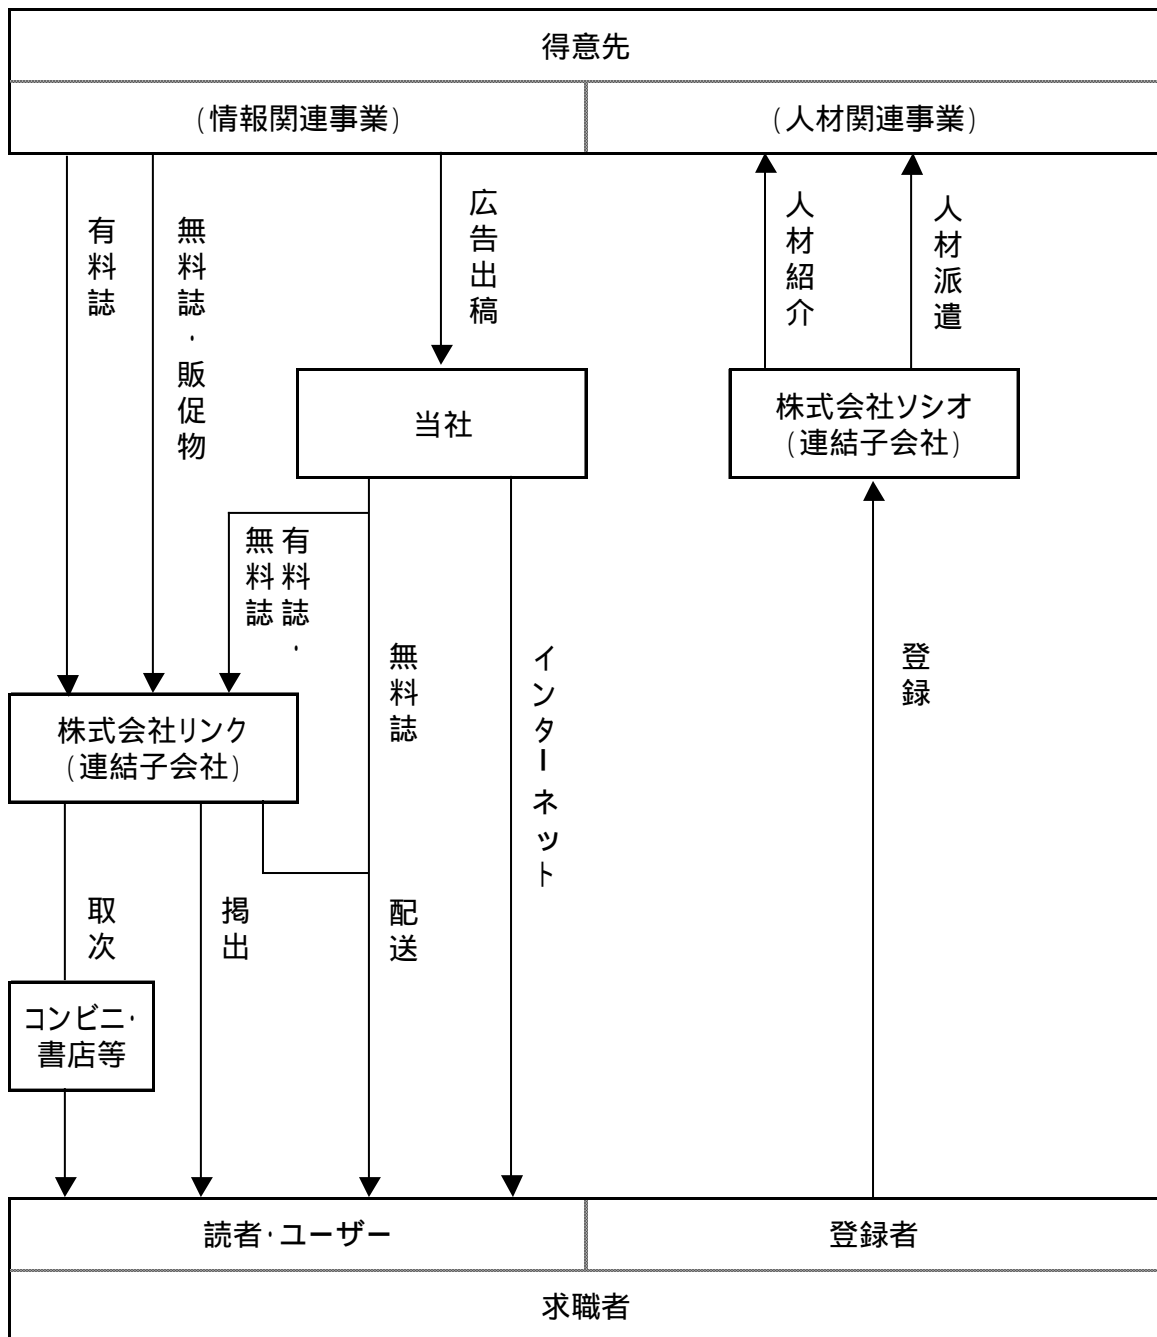 得意先
(情報関連事業)
(人材関連事業)
有料誌
無料誌・販促物
広告出稿
人材紹介
人材派遣
当社
株式会社ソシオ
(連結子会社)
有料誌・
無料誌
無料誌
インターネット
登録
株式会社リンク
(連結子会社)
取次
掲出
配送
コンビニ・
書店等
読者・ユーザー
登録者
求職者